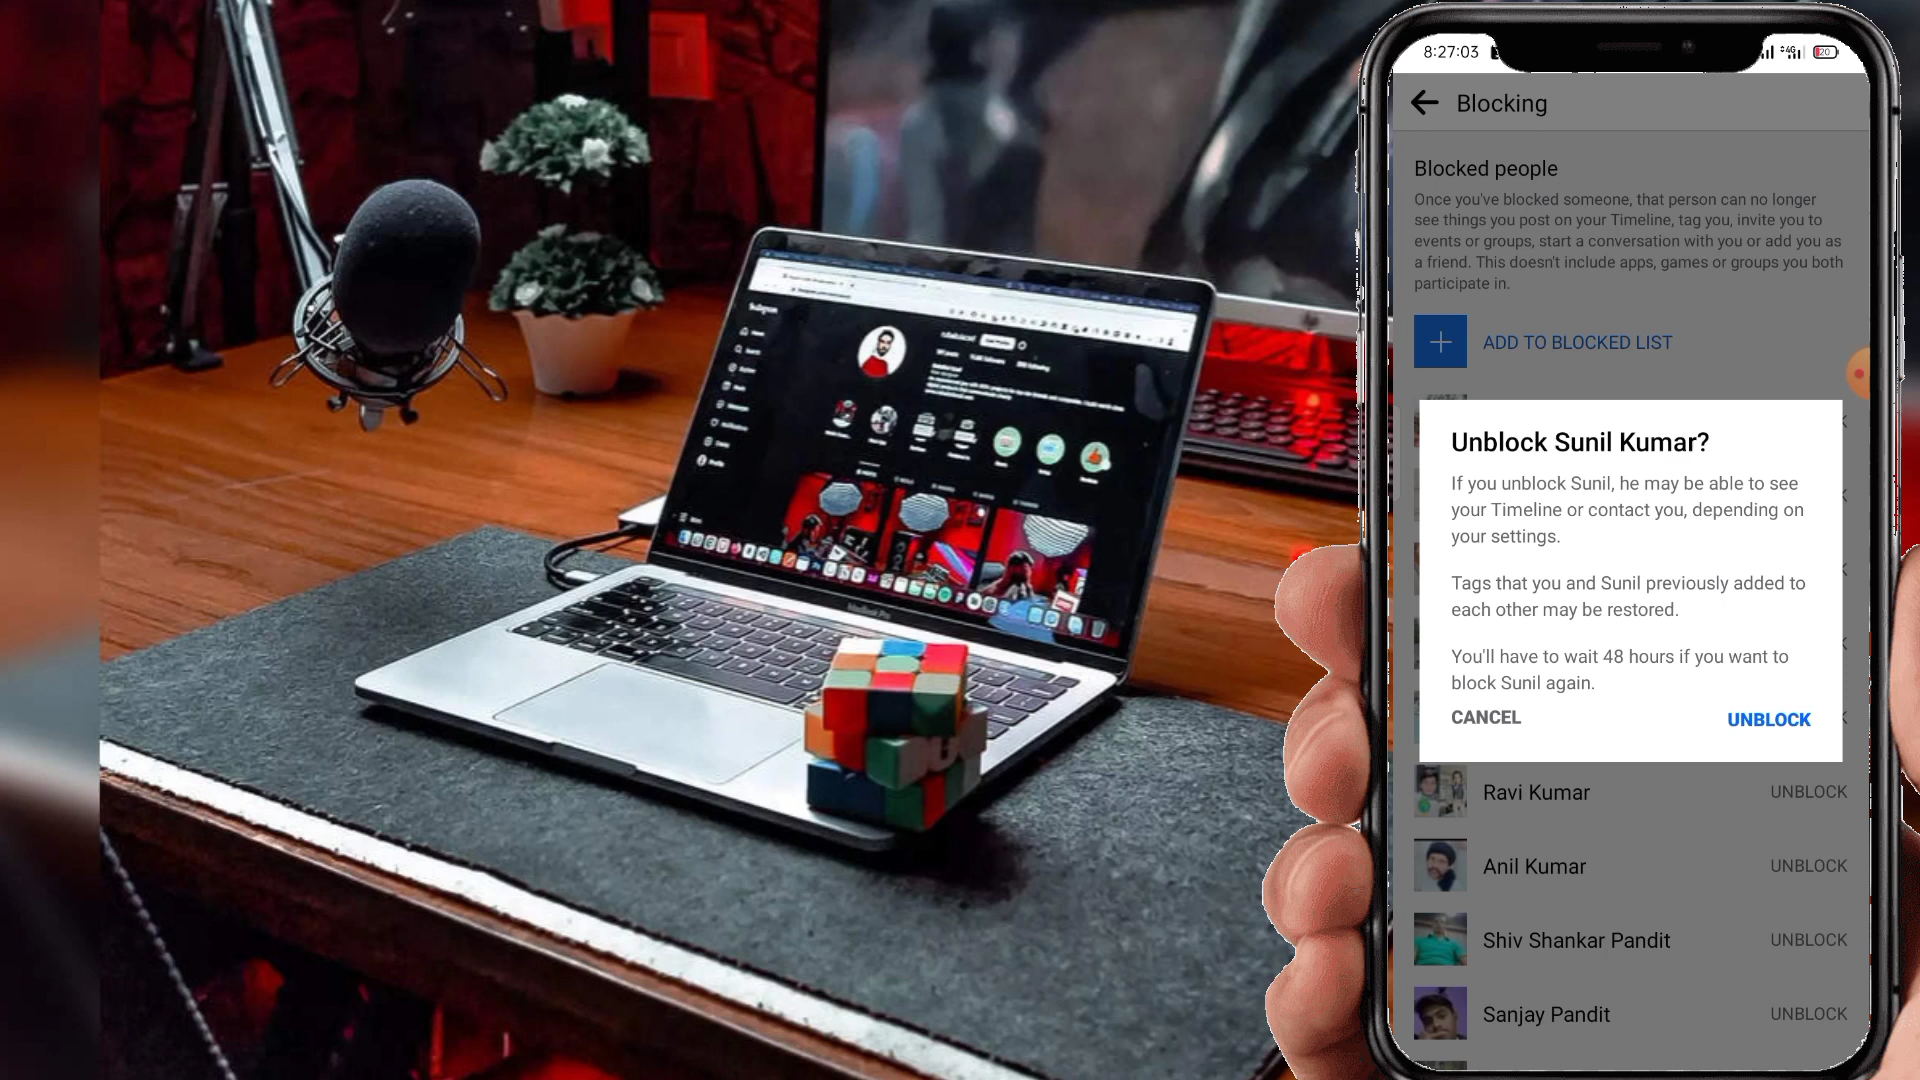 8:27:03
4G
20
Blocking
Blocked people
Once you've blocked someone, that person can no longer
see things you post on your Timeline, tag you, invite you to
events or groups, start a conversation with you or add you as
a friend. This doesn't include apps, games or groups you both
participate in.
ADD TO BLOCKED LIST
Unblock Sunil Kumar?
If you unblock Sunil, he may be able to see
your Timeline or contact you, depending on
your settings.
Tags that you and Sunil previously added to
each other may be restored.
You'll have to wait 48 hours if you want to
block Sunil again.
CANCEL
UNBLOCK
Ravi Kumar UNBLOCK
Anil Kumar UNBLOCK
Shiv Shankar Pandit UNBLOCK
Sanjay Pandit UNBLOCK
MacBook Pro